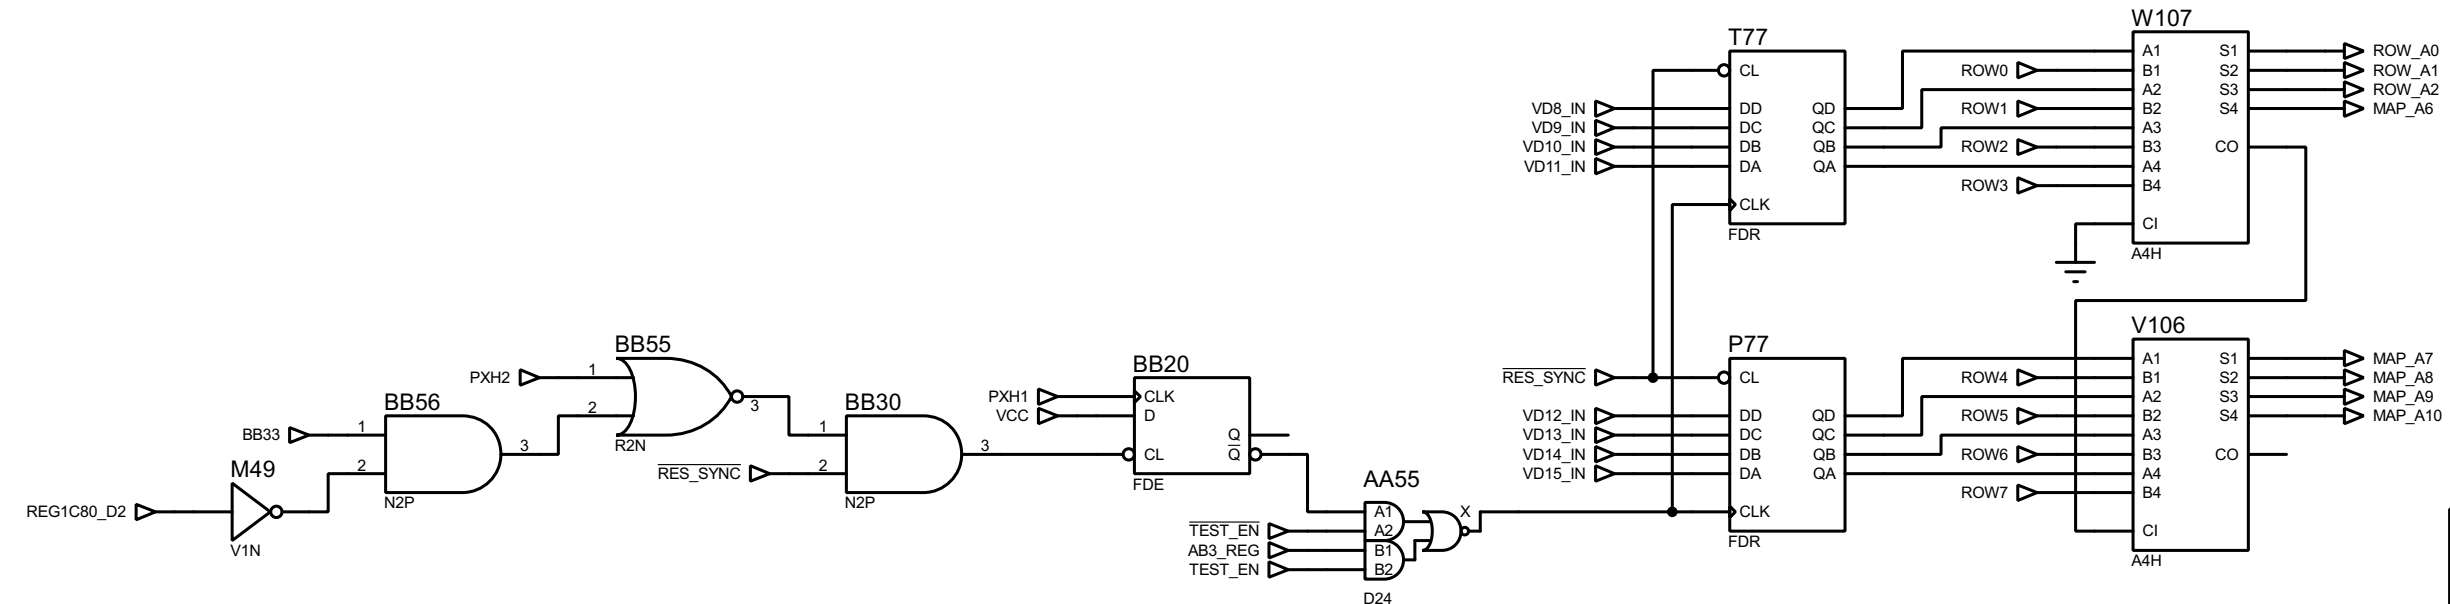 W107
T77
A1 S1 ROW_A0
CL ROW0 B1 S2 ROW_A1
A2 S3 ROW_A2
VD8_IN DD QD ROW1 B2 S4 MAP_A6
VD9_IN DC QC A3
VD10_IN DB QB ROW2 B3 CO
VD11_IN DA QA A4
ROW3 B4
CLK
CI
FDR
A4H
V106
BB55 P77
BB20
A1 S1 MAP_A7
PXH2 1 RES_SYNC CL ROW4 B1 S2 MAP_A8
PXH1 CLK A2 S3 MAP_A9
BB56 2 3 BB30 VCC D VD12_IN DD QD ROW5 B2 S4 MAP_A10
BB33 1 1 Q VD13_IN DC QC A3
R2N
3 3 CL Q VD14_IN DB QB ROW6 B3 CO
M49 2 RES_SYNC 2 VD15_IN DA QA A4
FDE AA55
N2P N2P ROW7 B4
REG1C80_D2 A1 X CLK
TEST_EN A2 CI
V1N AB3_REG B1 FDR
A4H
TEST_EN B2
D24